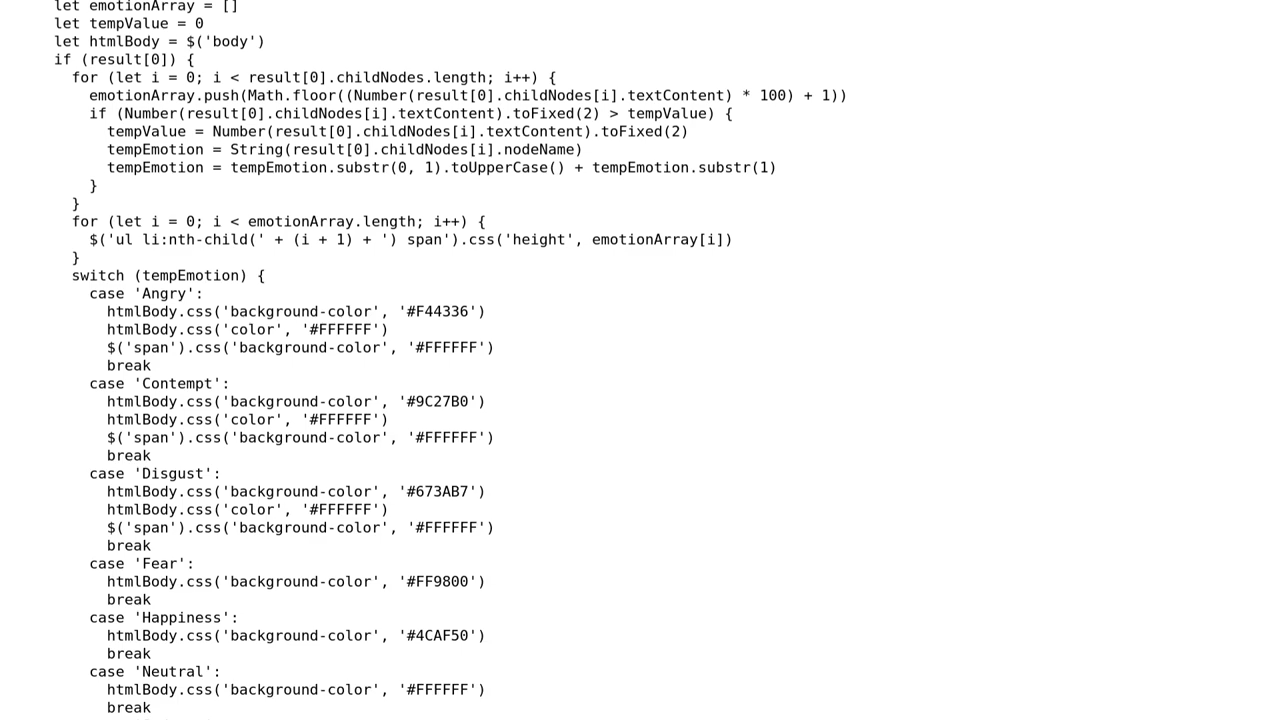 let emotionArray = []
let tempValue = 0
let htmlBody = $('body')
if (result[0]) {
for (let i = 0; i < result[0].childNodes.length; i++) {
emotionArray.push(Math.floor((Number(result[0].childNodes[i].textContent) * 100) + 1))
if (Number(result[0].childNodes[i].textContent).toFixed(2) > tempValue) {
tempValue = Number(result[0].childNodes[i].textContent).toFixed(2)
tempEmotion = String(result[0].childNodes[i].nodeName)
tempEmotion = tempEmotion.substr(0, 1).toUpperCase() + tempEmotion.substr(1)
}
}
for (let i = 0; i < emotionArray.length; i++) {
$('ul li:nth-child(' + (i + 1) + ') span').css('height', emotionArray[i])
}
switch (tempEmotion) {
case 'Angry':
htmlBody.css('background-color', '#F44336')
htmlBody.css('color', '#FFFFFF')
$('span').css('background-color', '#FFFFFF')
break
case 'Contempt':
htmlBody.css('background-color', '#9C27B0')
htmlBody.css('color', '#FFFFFF')
$('span').css('background-color', '#FFFFFF')
break
case 'Disgust':
htmlBody.css('background-color', '#673AB7')
htmlBody.css('color', '#FFFFFF')
$('span').css('background-color', '#FFFFFF')
break
case 'Fear':
htmlBody.css('background-color', '#FF9800')
break
case 'Happiness':
htmlBody.css('background-color', '#4CAF50')
break
case 'Neutral':
htmlBody.css('background-color', '#FFFFFF')
break